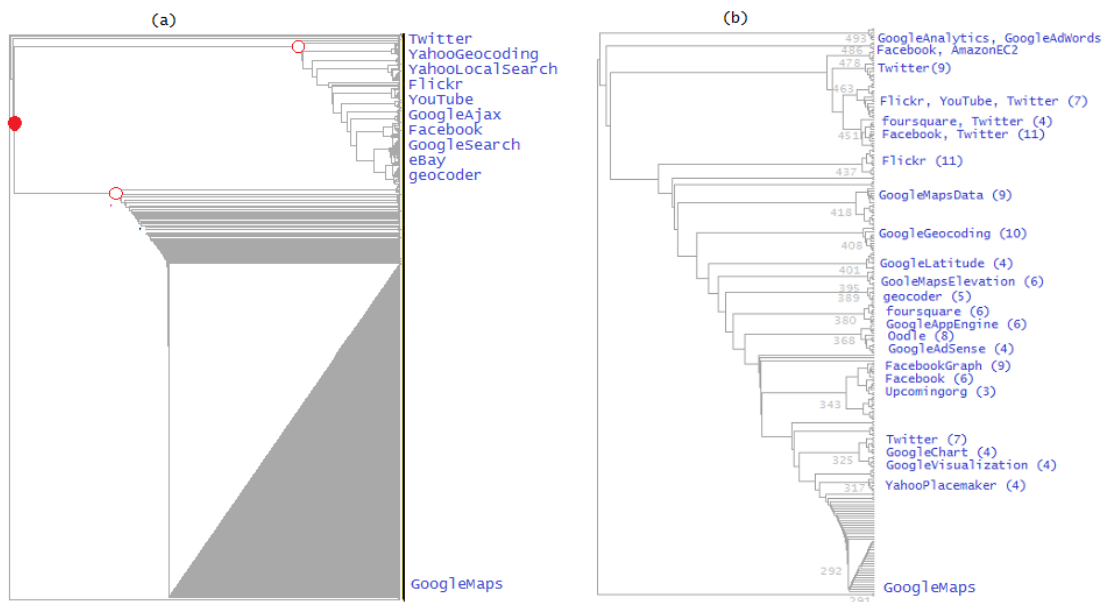 (a)
Twitter
YahooGeocoding
YahooLocalSearch
Flickr
YouTube
GoogleAjax
Facebook
GoogleSearch
eBay
geocoder
GoogleMaps
(b)
493 GoogleAnalytics, GoogleAdWords
486 Facebook, AmazonEC2
478 Twitter(9)
463
Flickr, YouTube, Twitter (7)
foursquare, Twitter (4)
451 Facebook, Twitter (11)
Flickr (11)
437
GoogleMapsData (9)
418
GoogleGeocoding (10)
408
GoogleLatitude (4)
401
GooleMapsElevation (6)
395
389 geocoder (5)
foursquare (6)
380
GoogleAppEngine (6)
Oodle (8)
368
GoogleAdSense (4)
FacebookGraph (9)
Facebook (6)
Upcomingorg (3)
343
Twitter (7)
GoogleChart (4)
325
GoogleVisualization (4)
317 YahooPlacemaker (4)
292
GoogleMaps
291